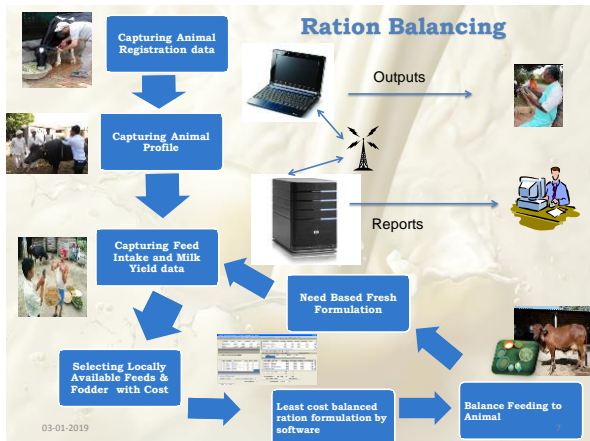 Ration Balancing
Capturing Animal
Registration data
Outputs
Capturing Animal
Profile
Reports
Capturing Feed
Intake and Milk
Yield data
Need Based Fresh
Formulation
Selecting Locally
Available Feeds &
Fodder with Cost
Least cost balanced
ration formulation by
software
Balance Feeding to
Animal
03-01-2019
7